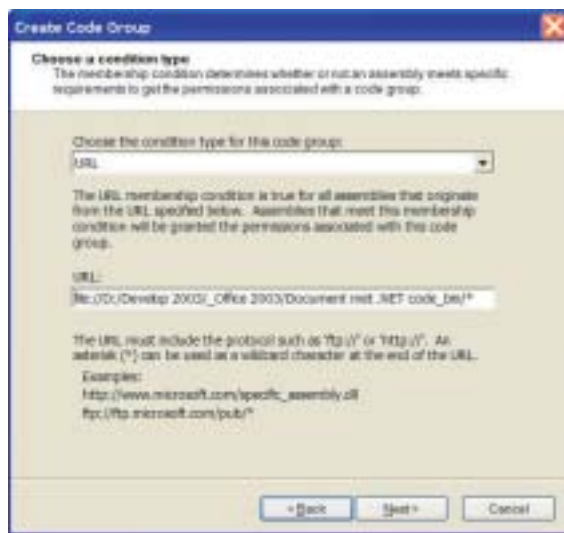 Create Code Group
Choose a condition type
The membership condition determines whether or not an assembly meets specific
requirements to get the permissions associated with a code group.
Choose the condition type for this code group:
URL
The URL membership condition is true for all assemblies that originate
from the URL specified below. Assemblies that meet this membership
condition will be granted the permissions associated with this code
group.
URL:
file://D:/Develop 2003/_Office 2003/Document met .NET code_bm/*
The URL must include the protocol such as 'ftp://' or 'http://'. An
asterisk (*) can be used as a wildcard character at the end of the URL.
Examples:
http://www.microsoft.com/specific_assembly.dll
ftp://ftp.microsoft.com/pub/*
< Back
Next >
Cancel